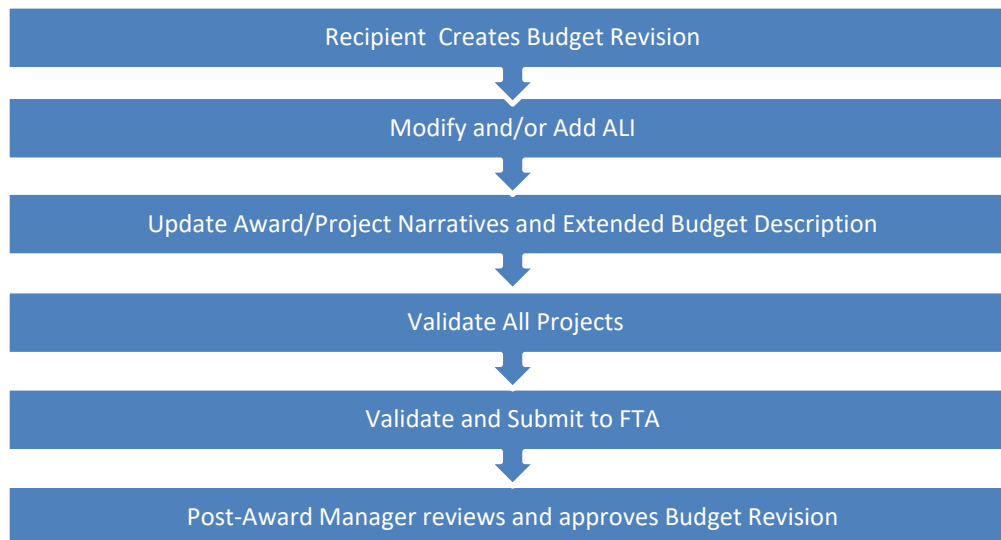 Recipient  Creates Budget Revision
Modify and/or Add ALI
Update Award/Project Narratives and Extended Budget Description
Validate All Projects
Validate and Submit to FTA
Post-Award Manager reviews and approves Budget Revision